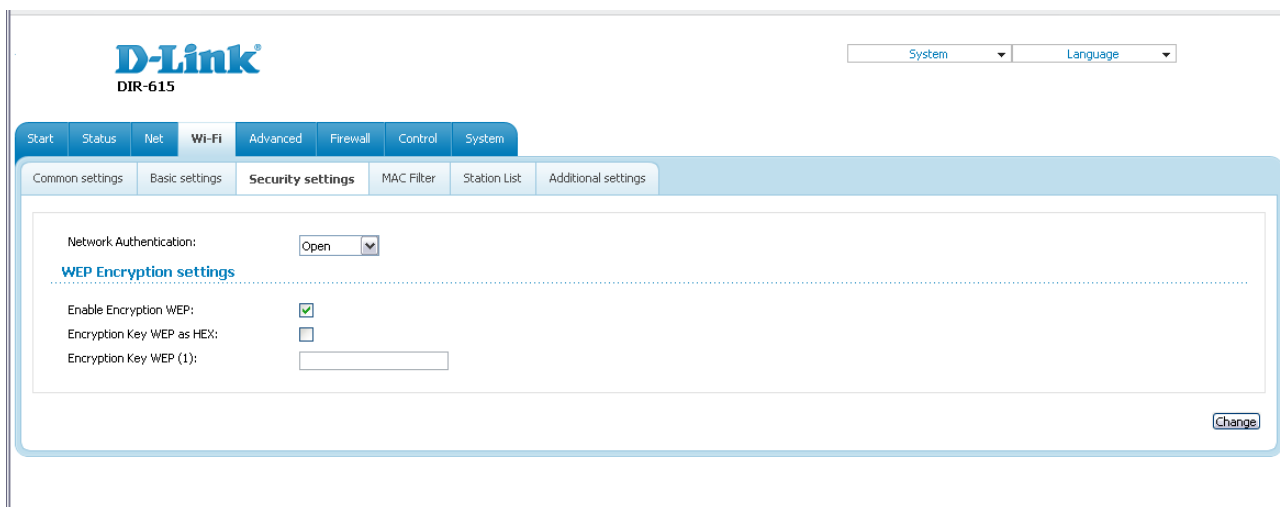 D-Link®
DIR-615
System Language
Start Status Net Wi-Fi Advanced Firewall Control System
Common settings Basic settings Security settings MAC Filter Station List Additional settings
Network Authentication: Open
WEP Encryption settings
Enable Encryption WEP:
Encryption Key WEP as HEX:
Encryption Key WEP (1):
Change